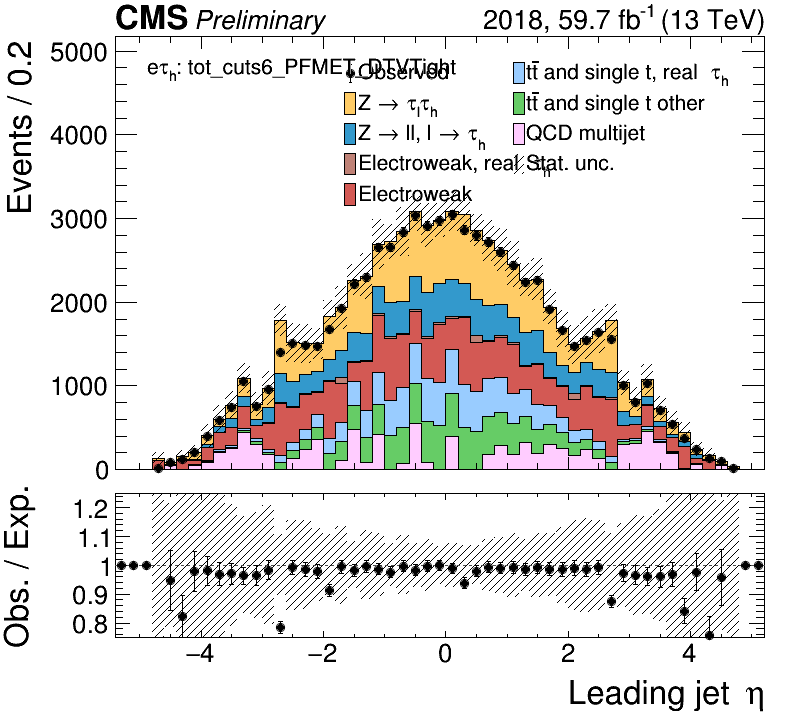 CMS Preliminary 2018, 59.7 fb⁻¹ (13 TeV)
Events / 0.2
5000
4000
3000
2000
1000
0
eτh: tot_cuts6_PFMET_DTVTight
Observed
Z → τlτh
Z → ll, l → τh
Electroweak, real τh
Electroweak
tt̄ and single t, real τh
tt̄ and single t other
QCD multijet
Stat. unc.
Obs. / Exp.
1.2
1.1
1
0.9
0.8
−4 −2 0 2 4
Leading jet η